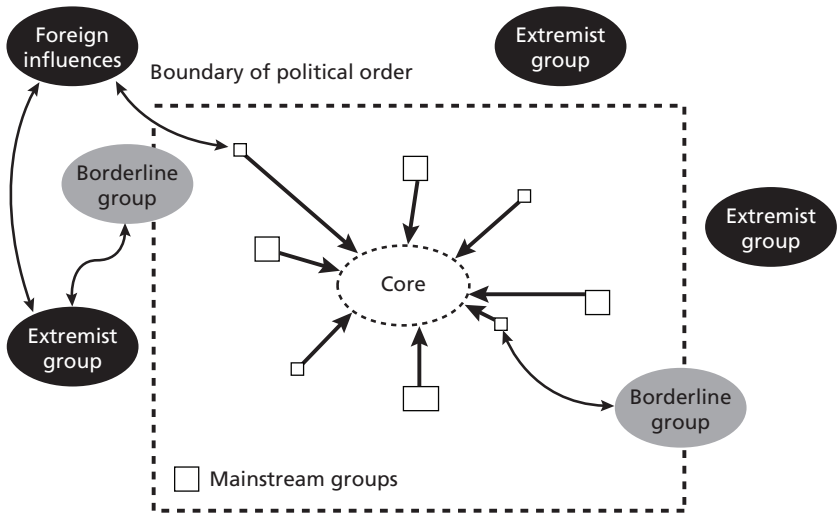 Foreign
influences
Extremist
group
Boundary of political order
Borderline
group
Extremist
group
Core
Extremist
group
Borderline
group
Mainstream groups